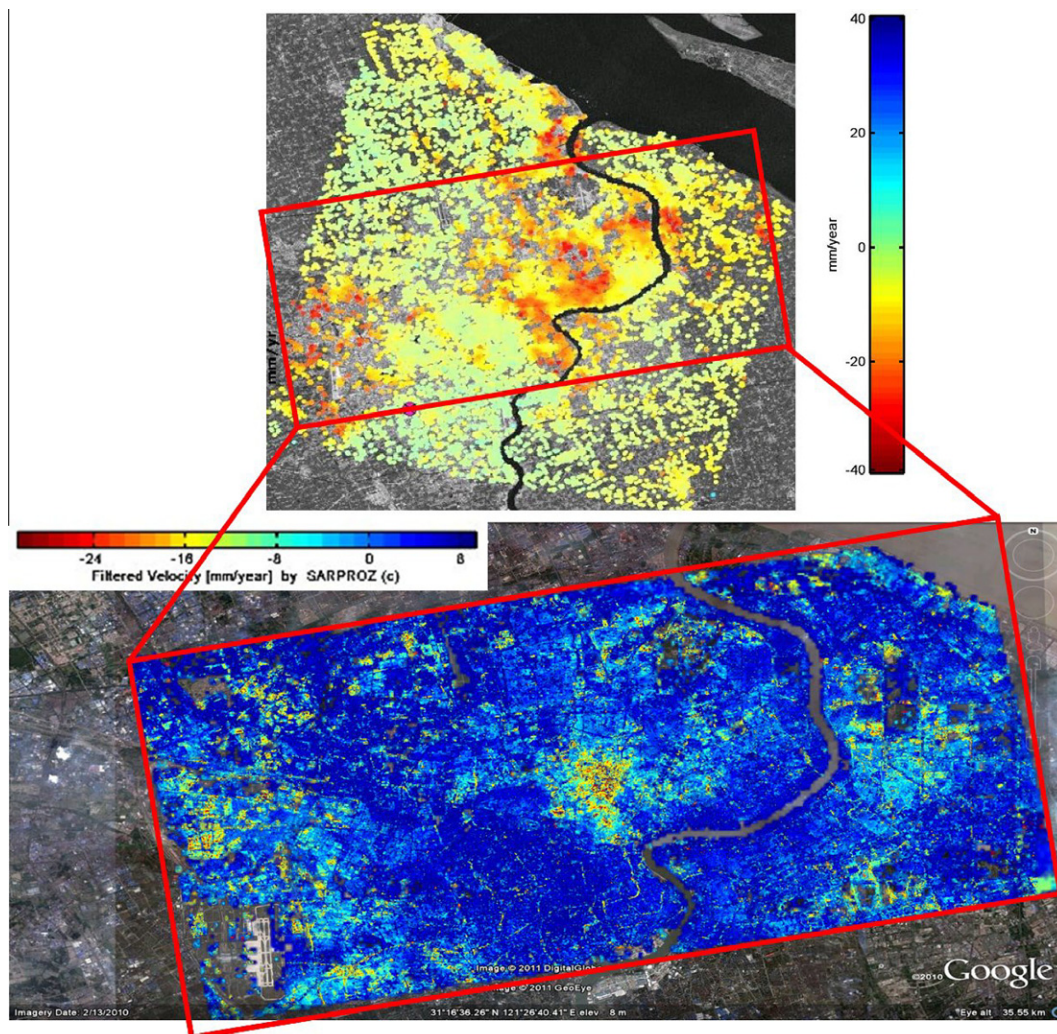 40
20
mm/year
0
-20
-40
mm / yr
-24 -16 -8 0 8
Filtered Velocity [mm/year] by SARPROZ (c)
N
Image © 2011 DigitalGlobe
Image © 2011 GeoEye
©2010 Google
Imagery Date: 2/13/2010 31°16'36.26" N 121°26'40.41" E elev 8 m Eye alt 35.55 km